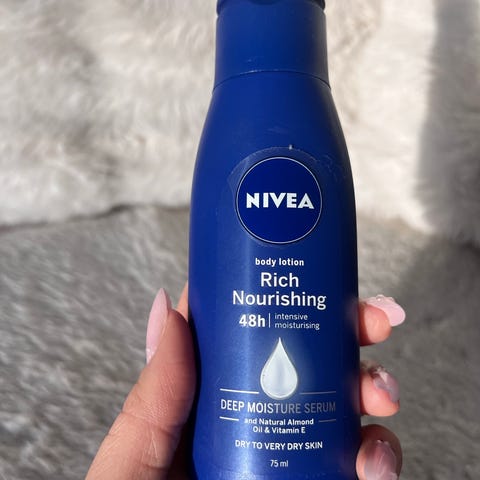 NIVEA
body lotion
Rich
Nourishing
48h intensive
moisturising
DEEP MOISTURE SERUM
and Natural Almond
Oil & Vitamin E
DRY TO VERY DRY SKIN
75 ml